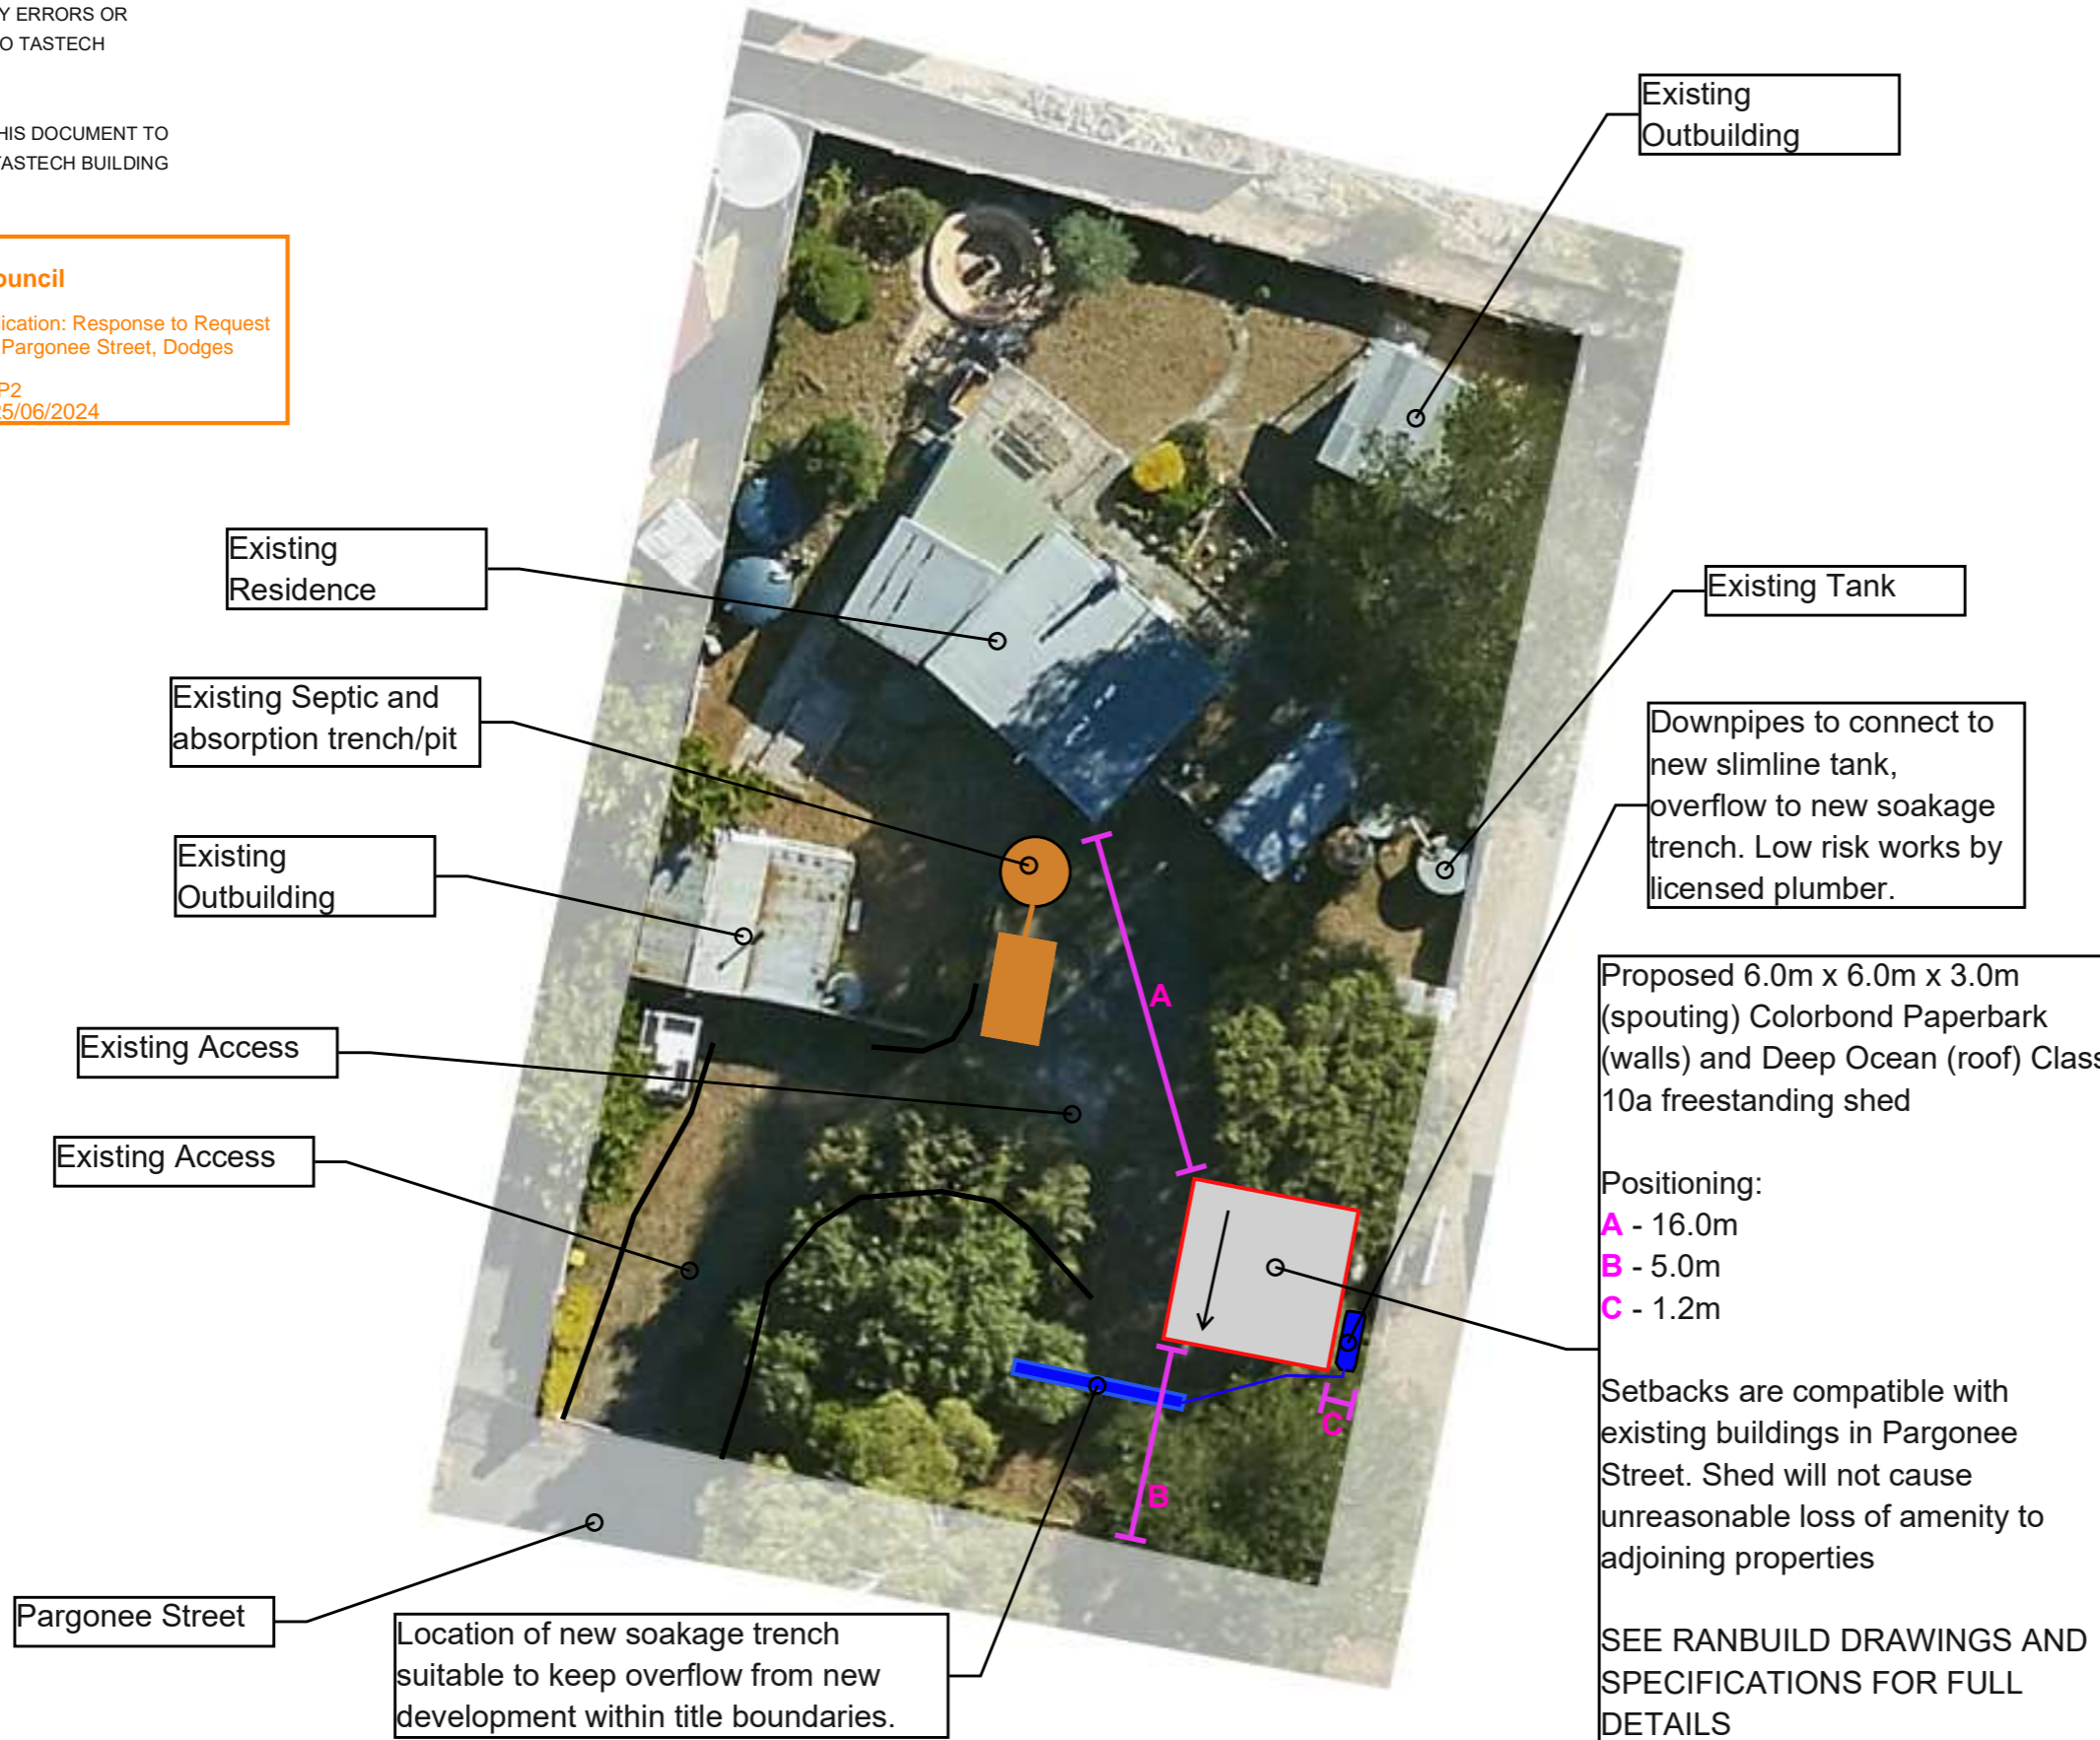 Y ERRORS OR
O TASTECH
HIS DOCUMENT TO
TASTECH BUILDING
ouncil
lication: Response to Request
Pargonee Street, Dodges
P2
25/06/2024
Existing
Outbuilding
Existing
Residence
Existing Tank
Existing Septic and
absorption trench/pit
Downpipes to connect to
new slimline tank,
overflow to new soakage
trench. Low risk works by
licensed plumber.
Existing
Outbuilding
A
Proposed 6.0m x 6.0m x 3.0m
(spouting) Colorbond Paperbark
(walls) and Deep Ocean (roof) Class
10a freestanding shed
Positioning:
A - 16.0m
B - 5.0m
C - 1.2m
Setbacks are compatible with
existing buildings in Pargonee
Street. Shed will not cause
unreasonable loss of amenity to
adjoining properties
SEE RANBUILD DRAWINGS AND
SPECIFICATIONS FOR FULL
DETAILS
Existing Access
Existing Access
C
B
Pargonee Street
Location of new soakage trench
suitable to keep overflow from new
development within title boundaries.